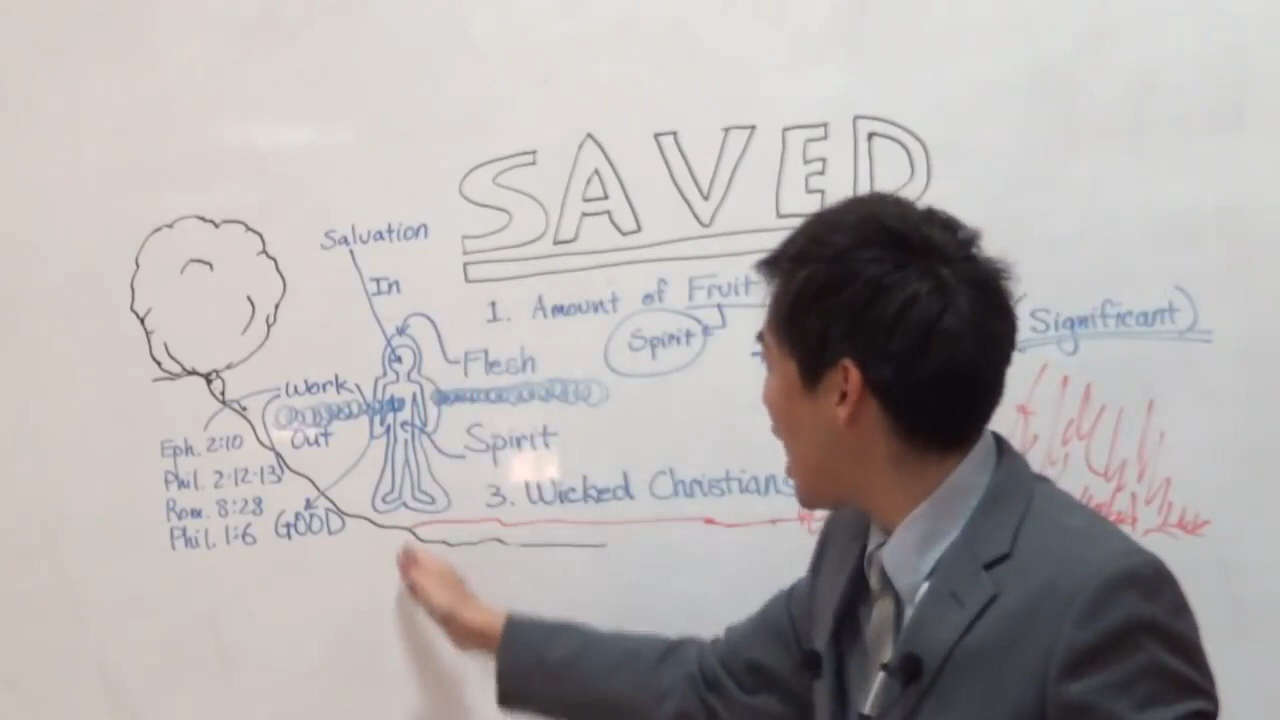 SAVED
Salvation
In
1. Amount of Fruit
Significant)
Spirit
Flesh
Work
Out
Spirit
Eph. 2:10
Phil. 2:12-13
Rom. 8:28
Phil. 1:6
GOOD
3. Wicked Christians